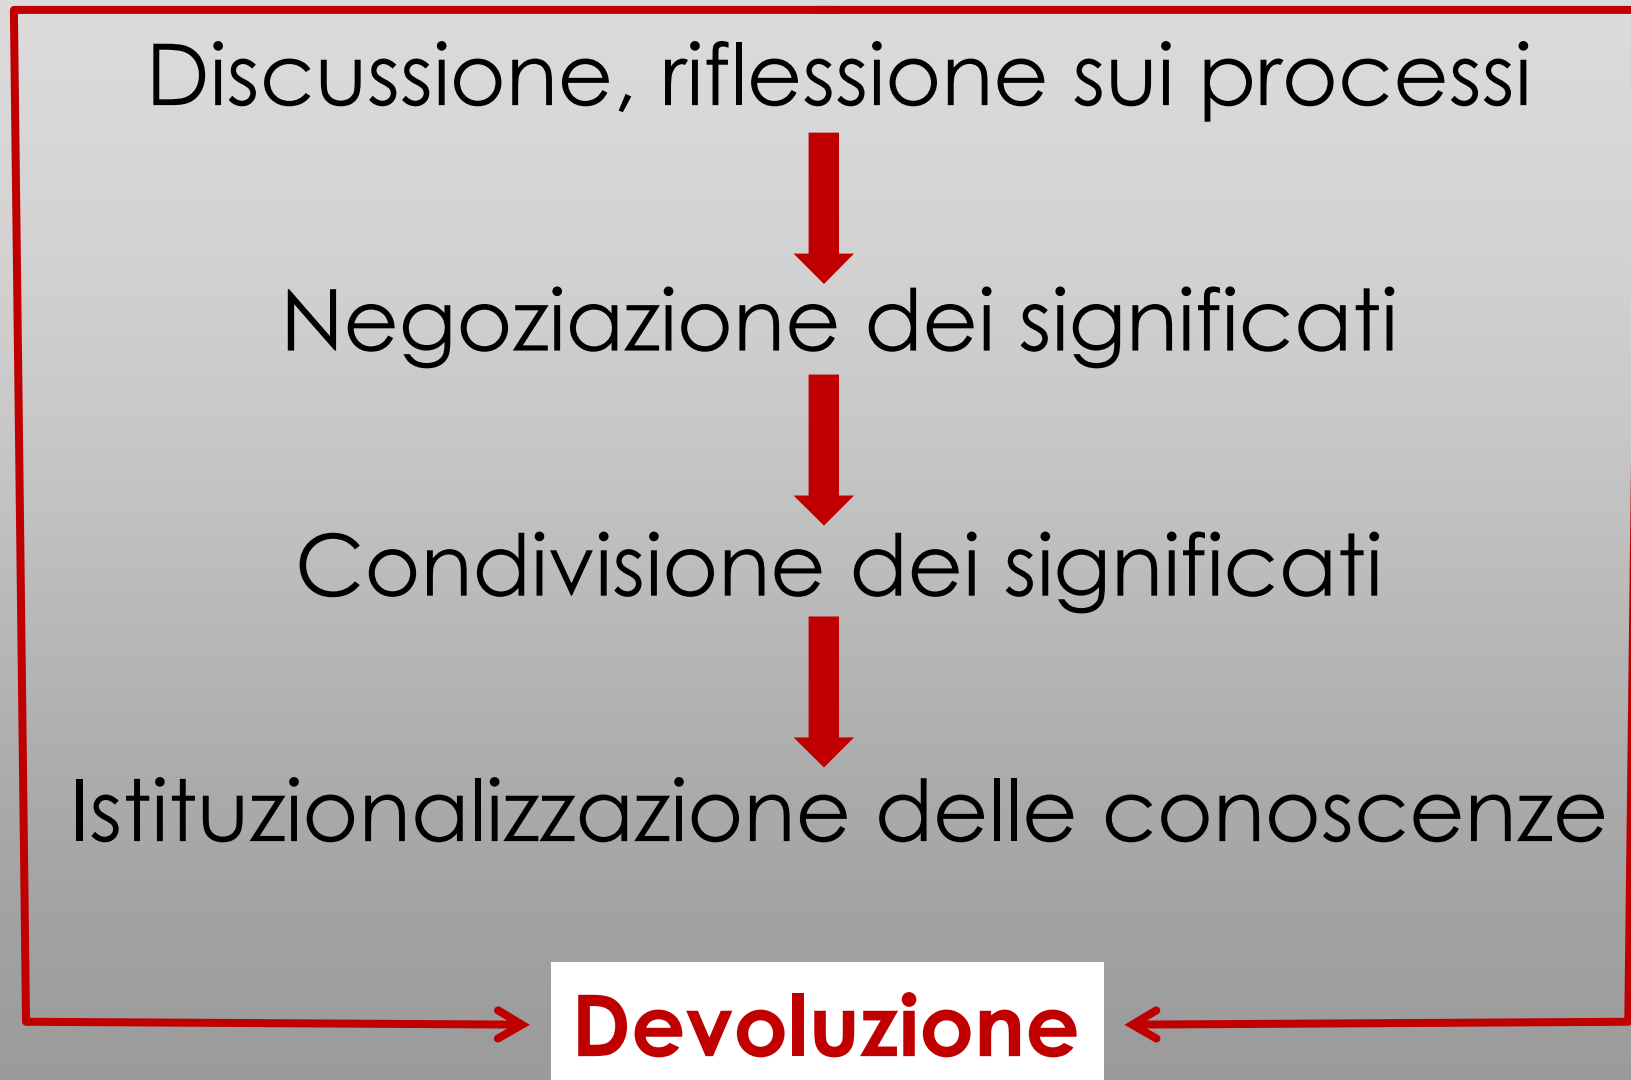 Discussione, riflessione sui processi
Negoziazione dei significati
Condivisione dei significati
Istituzionalizzazione delle conoscenze
Devoluzione